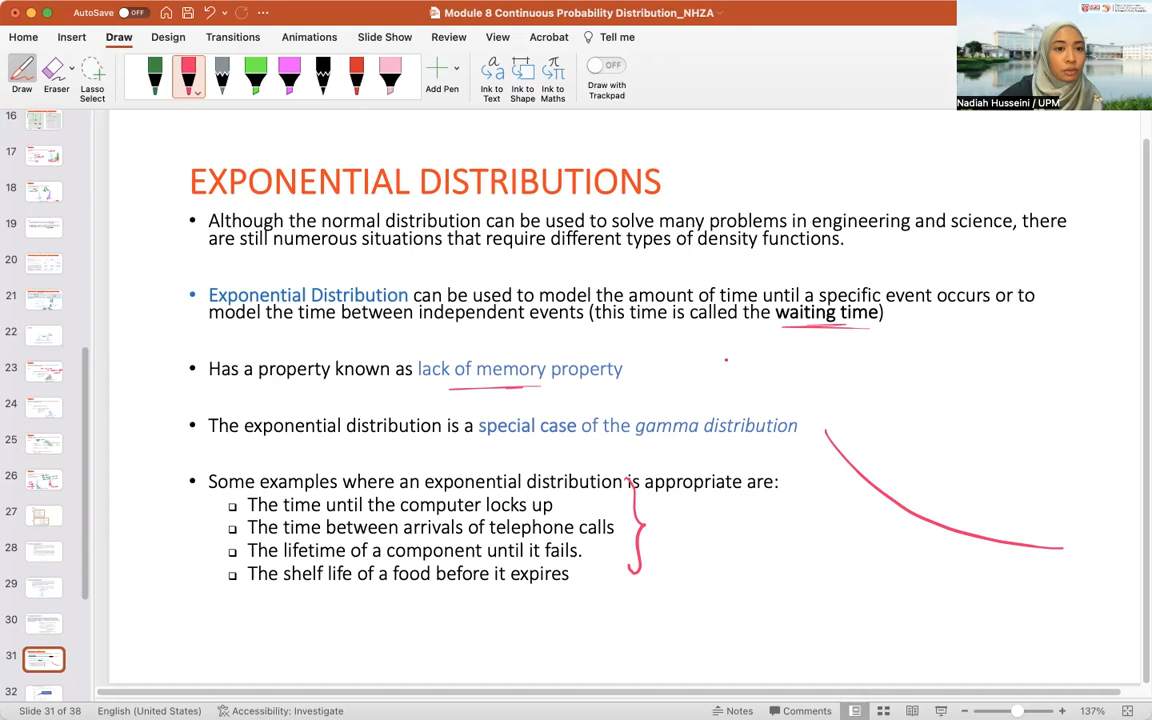 AutoSave OFF
Module 8 Continuous Probability Distribution_NHZA
Home Insert Draw Design Transitions Animations Slide Show Review View Acrobat Tell me
Draw Eraser Lasso Select Add Pen Ink to Text Ink to Shape Ink to Maths OFF Draw with Trackpad
Nadiah Husseini / UPM
16
17
18
19
20
21
22
23
24
25
26
27
28
29
30
31
32
EXPONENTIAL DISTRIBUTIONS
• Although the normal distribution can be used to solve many problems in engineering and science, there
are still numerous situations that require different types of density functions.
• Exponential Distribution can be used to model the amount of time until a specific event occurs or to
model the time between independent events (this time is called the waiting time)
• Has a property known as lack of memory property
• The exponential distribution is a special case of the gamma distribution
• Some examples where an exponential distribution is appropriate are:
The time until the computer locks up
The time between arrivals of telephone calls
The lifetime of a component until it fails.
The shelf life of a food before it expires
Slide 31 of 38 English (United States) Accessibility: Investigate Notes Comments 137%